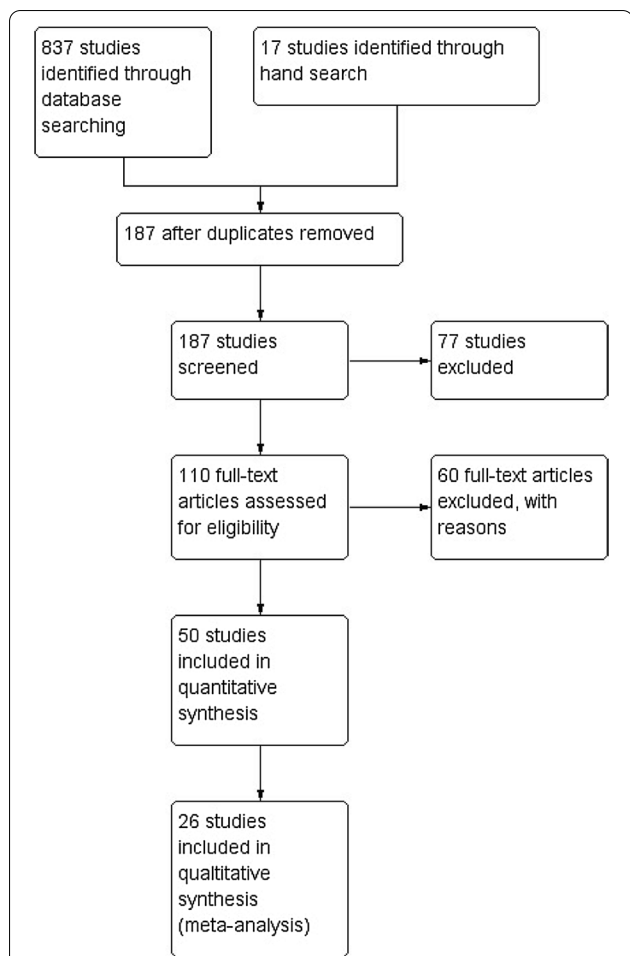 837 studies
identified through
database
searching
17 studies identified through
hand search
187 after duplicates removed
187 studies
screened
77 studies
excluded
110 full-text
articles assessed
for eligibility
60 full-text articles
excluded, with
reasons
50 studies
included in
quantitative
synthesis
26 studies
included in
qualtitative
synthesis
(meta-analysis)